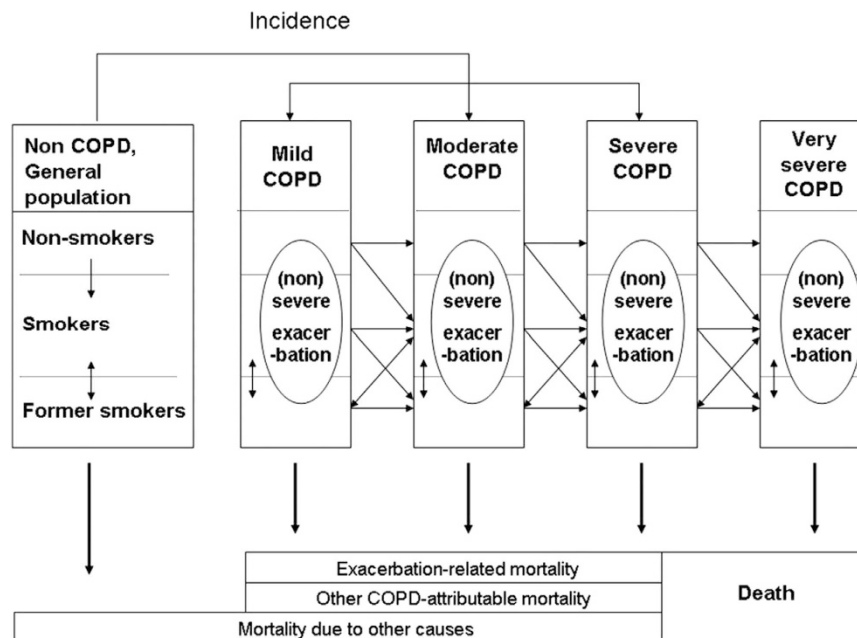 Incidence
Non COPD,
General
population
Non-smokers
Smokers
Former smokers
Mild
COPD
(non)
severe
exacer
-bation
Moderate
COPD
(non)
severe
exacer
-bation
Severe
COPD
(non)
severe
exacer
-bation
Very
severe
COPD
(non)
severe
exacer
-bation
Exacerbation-related mortality
Other COPD-attributable mortality
Mortality due to other causes
Death